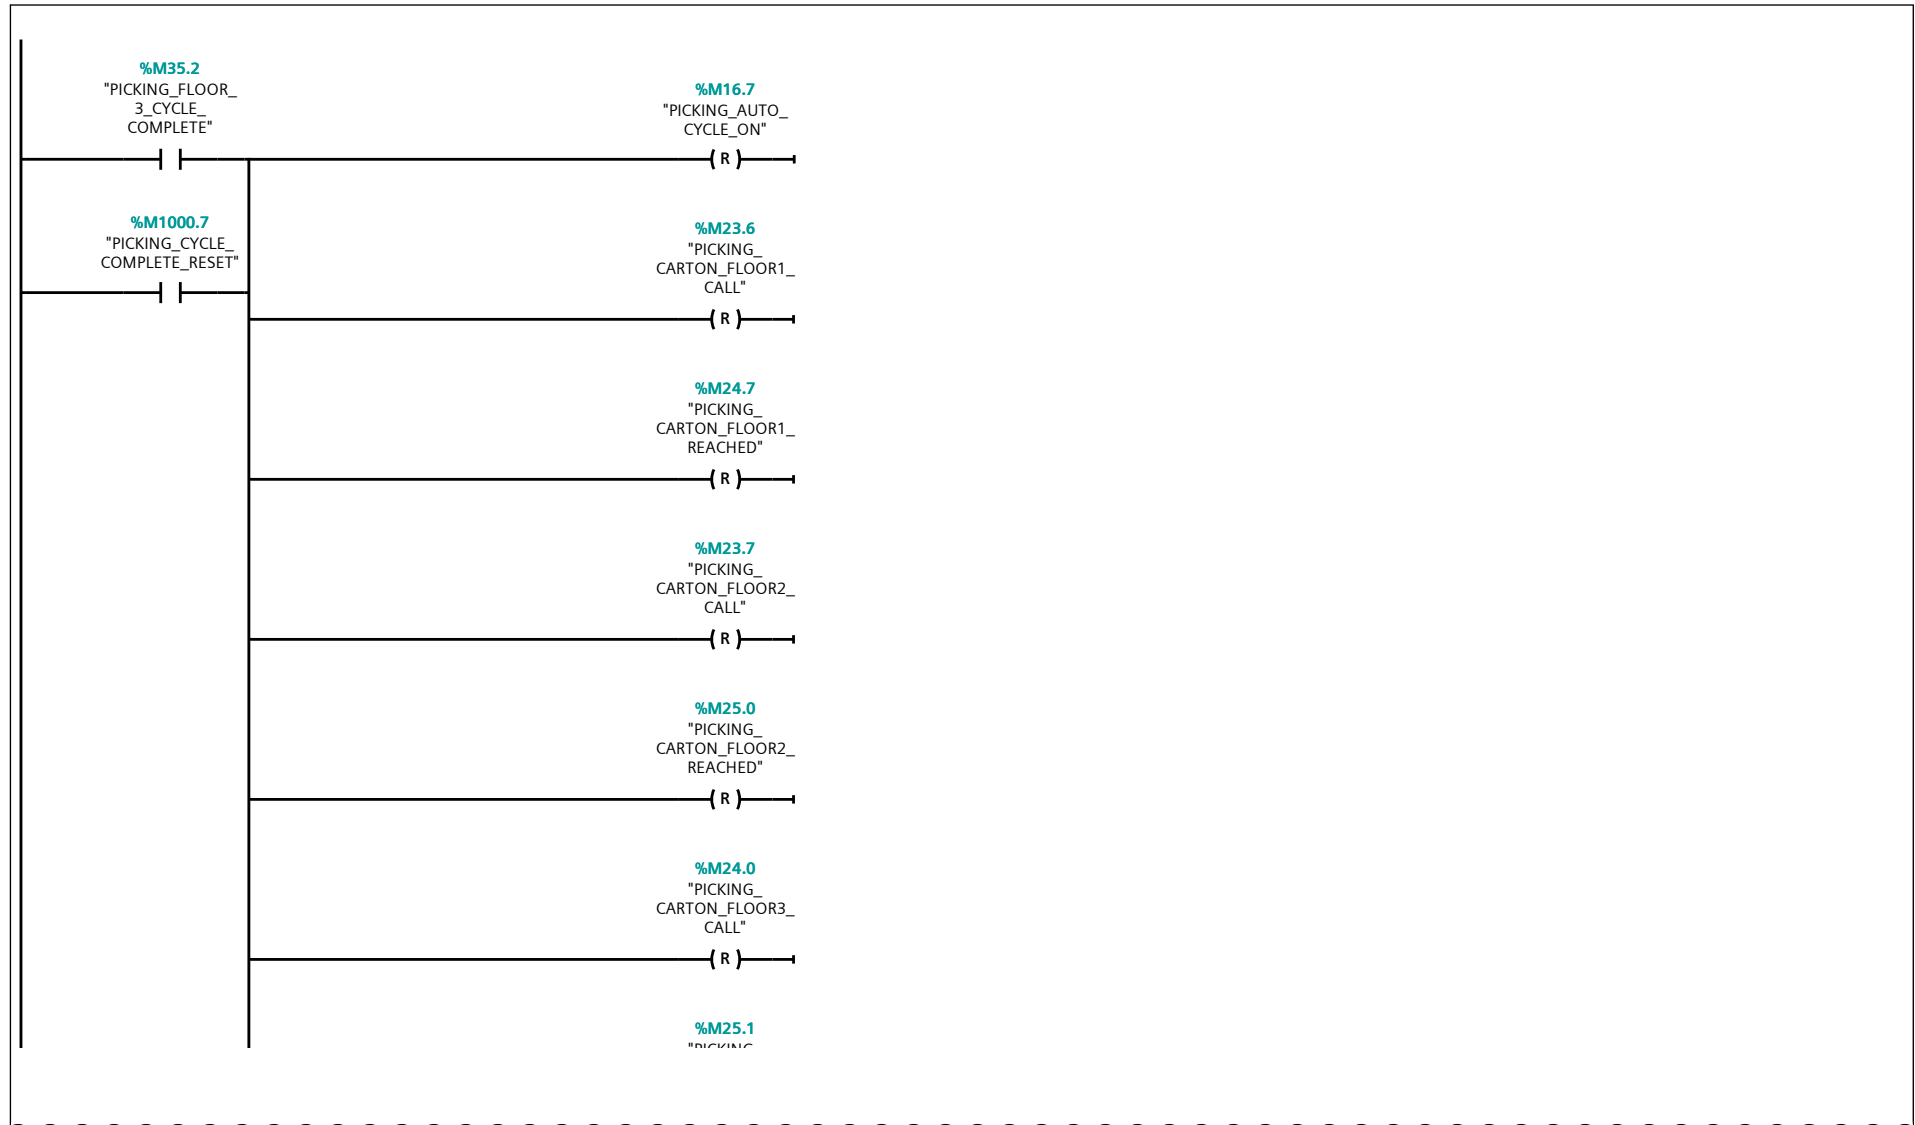 %M35.2
"PICKING_FLOOR_
3_CYCLE_
COMPLETE"
%M16.7
"PICKING_AUTO_
CYCLE_ON"
( R )
%M1000.7
"PICKING_CYCLE_
COMPLETE_RESET"
%M23.6
"PICKING_
CARTON_FLOOR1_
CALL"
( R )
%M24.7
"PICKING_
CARTON_FLOOR1_
REACHED"
( R )
%M23.7
"PICKING_
CARTON_FLOOR2_
CALL"
( R )
%M25.0
"PICKING_
CARTON_FLOOR2_
REACHED"
( R )
%M24.0
"PICKING_
CARTON_FLOOR3_
CALL"
( R )
%M25.1
"PICKING_